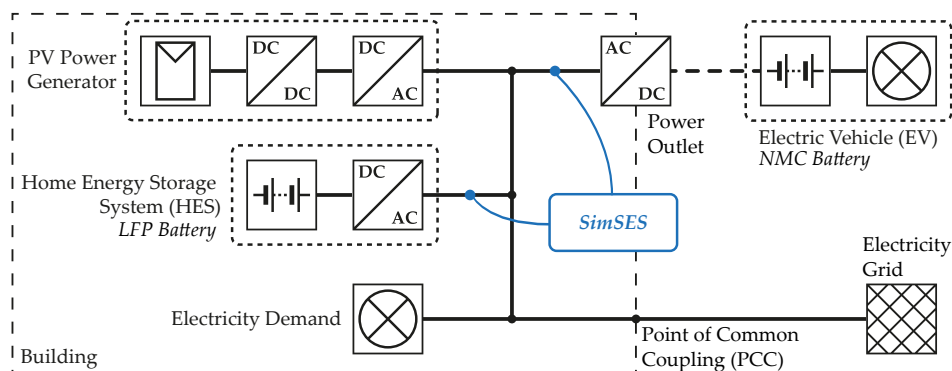 PV Power
Generator
DC
DC
DC
AC
AC
DC
Power
Outlet
Electric Vehicle (EV)
NMC Battery
Home Energy Storage
System (HES)
LFP Battery
DC
AC
SimSES
Electricity
Grid
Electricity Demand
Point of Common
Coupling (PCC)
Building